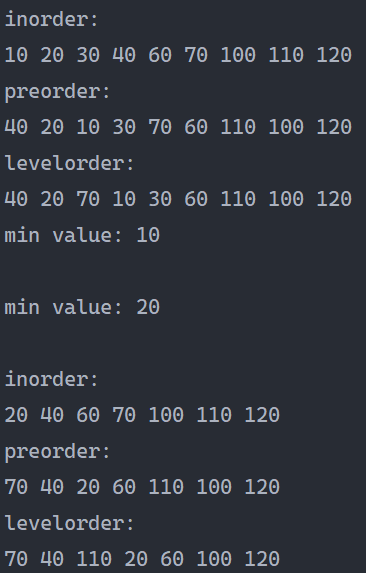 inorder:
10 20 30 40 60 70 100 110 120
preorder:
40 20 10 30 70 60 110 100 120
levelorder:
40 20 70 10 30 60 110 100 120
min value: 10
min value: 20
inorder:
20 40 60 70 100 110 120
preorder:
70 40 20 60 110 100 120
levelorder:
70 40 110 20 60 100 120